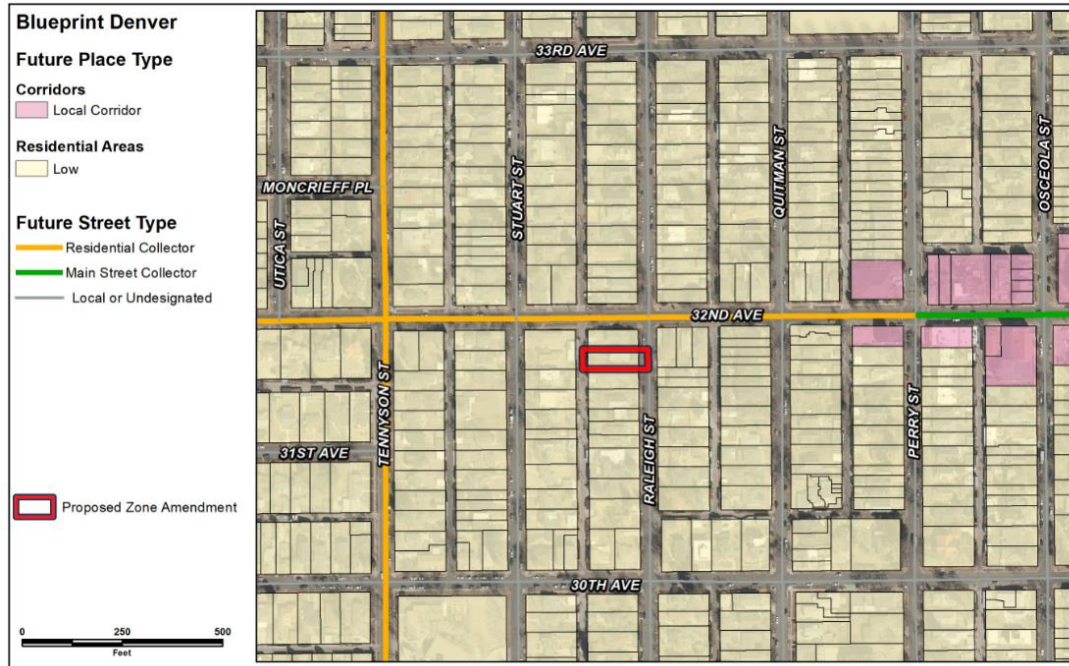 Blueprint Denver
Future Place Type
Corridors
Local Corridor
Residential Areas
Low
Future Street Type
Residential Collector
Main Street Collector
Local or Undesignated
Proposed Zone Amendment
0 250 500
Feet
33RD AVE
MONCRIEFF PL
UTICA ST
STUART ST
QUITMAN ST
OSCEOLA ST
32ND AVE
TENNYSON ST
31ST AVE
RALEIGH ST
PERRY ST
30TH AVE